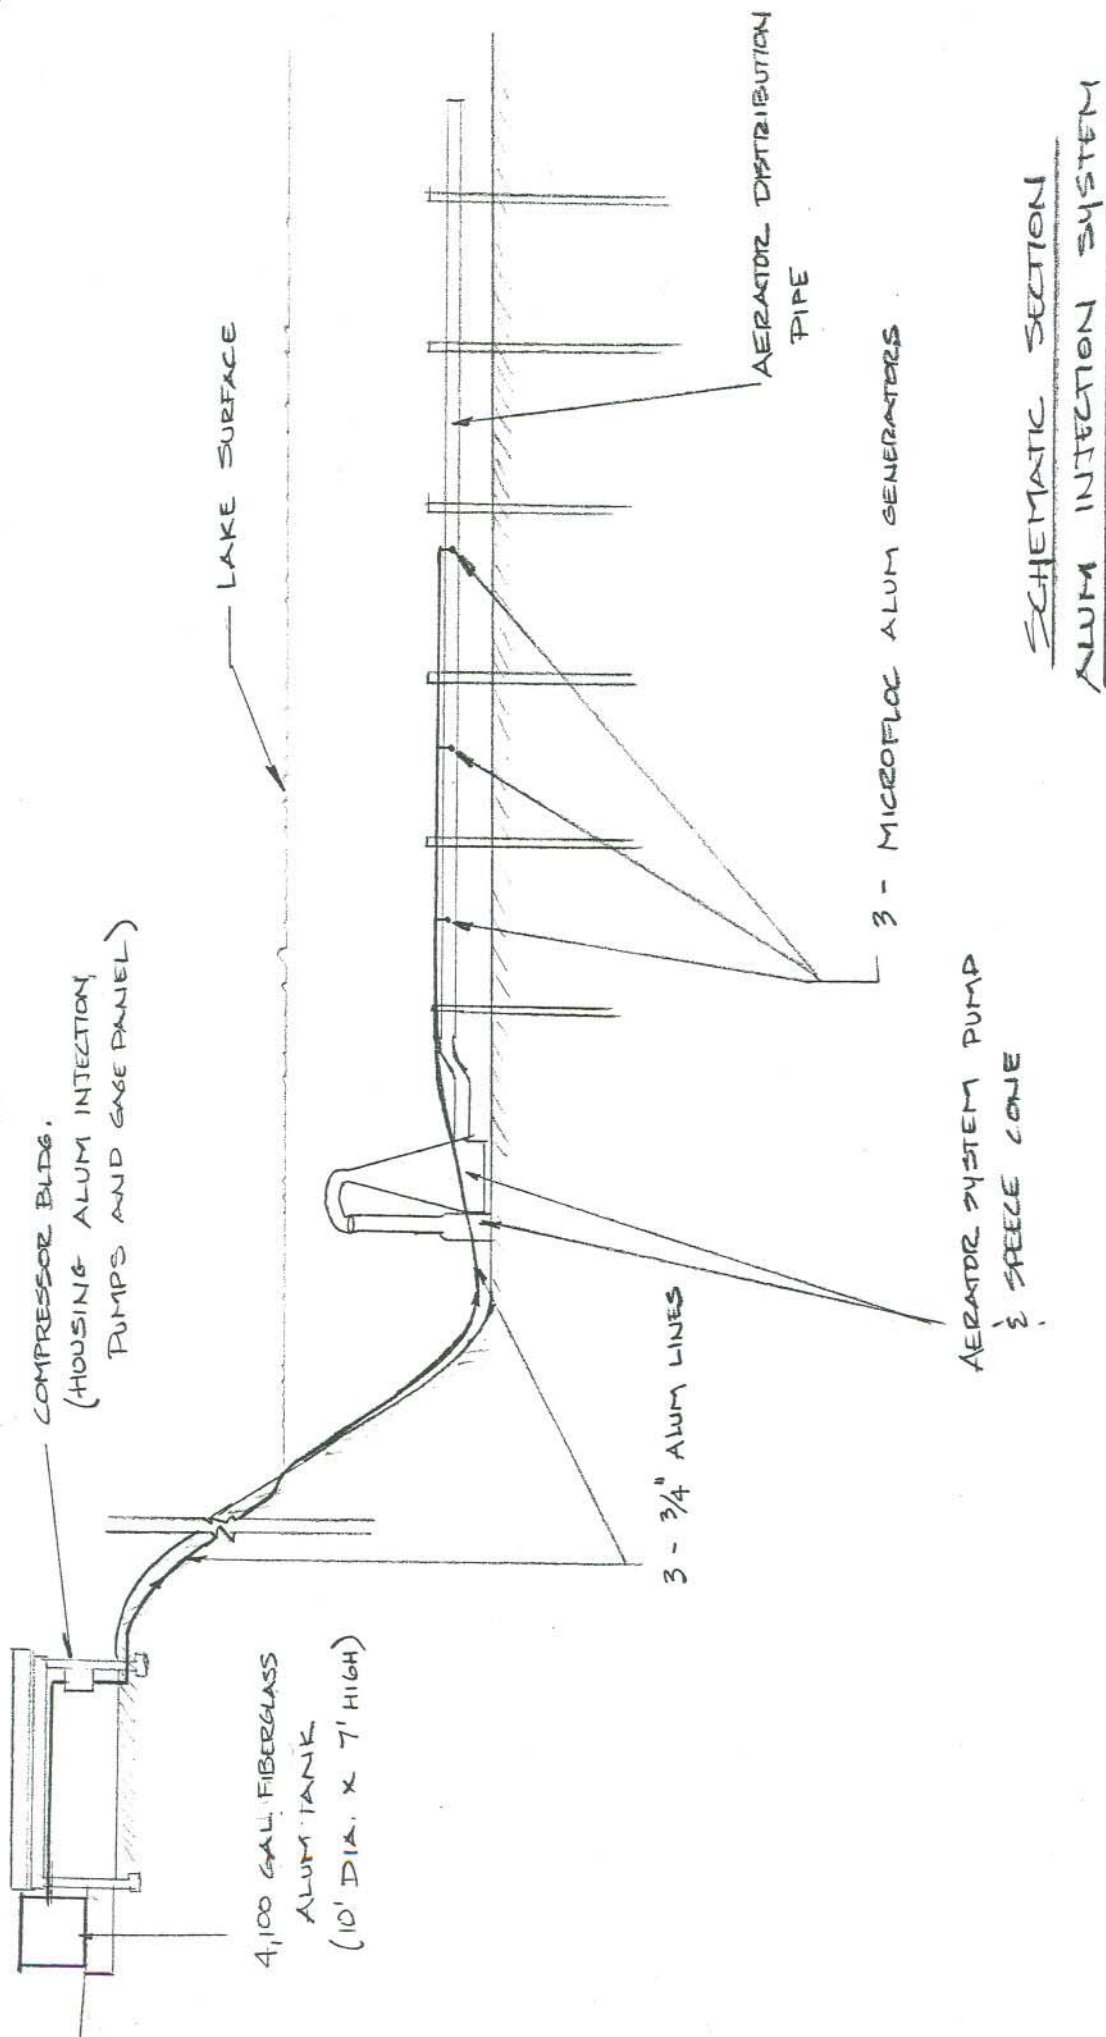 COMPRESSOR BLDG.
(HOUSING ALUM INJECTION,
PUMPS AND GAGE PANEL)
LAKE SURFACE
4,100 GAL. FIBERGLASS
ALUM TANK
(10' DIA. X 7' HIGH)
3 - 3/4" ALUM LINES
AERATOR SYSTEM PUMP
& SPEECE CONE
3 - MICROFLOC ALUM GENERATORS
AERATOR DISTRIBUTION
PIPE
SCHEMATIC SECTION
ALUM INJECTION SYSTEM